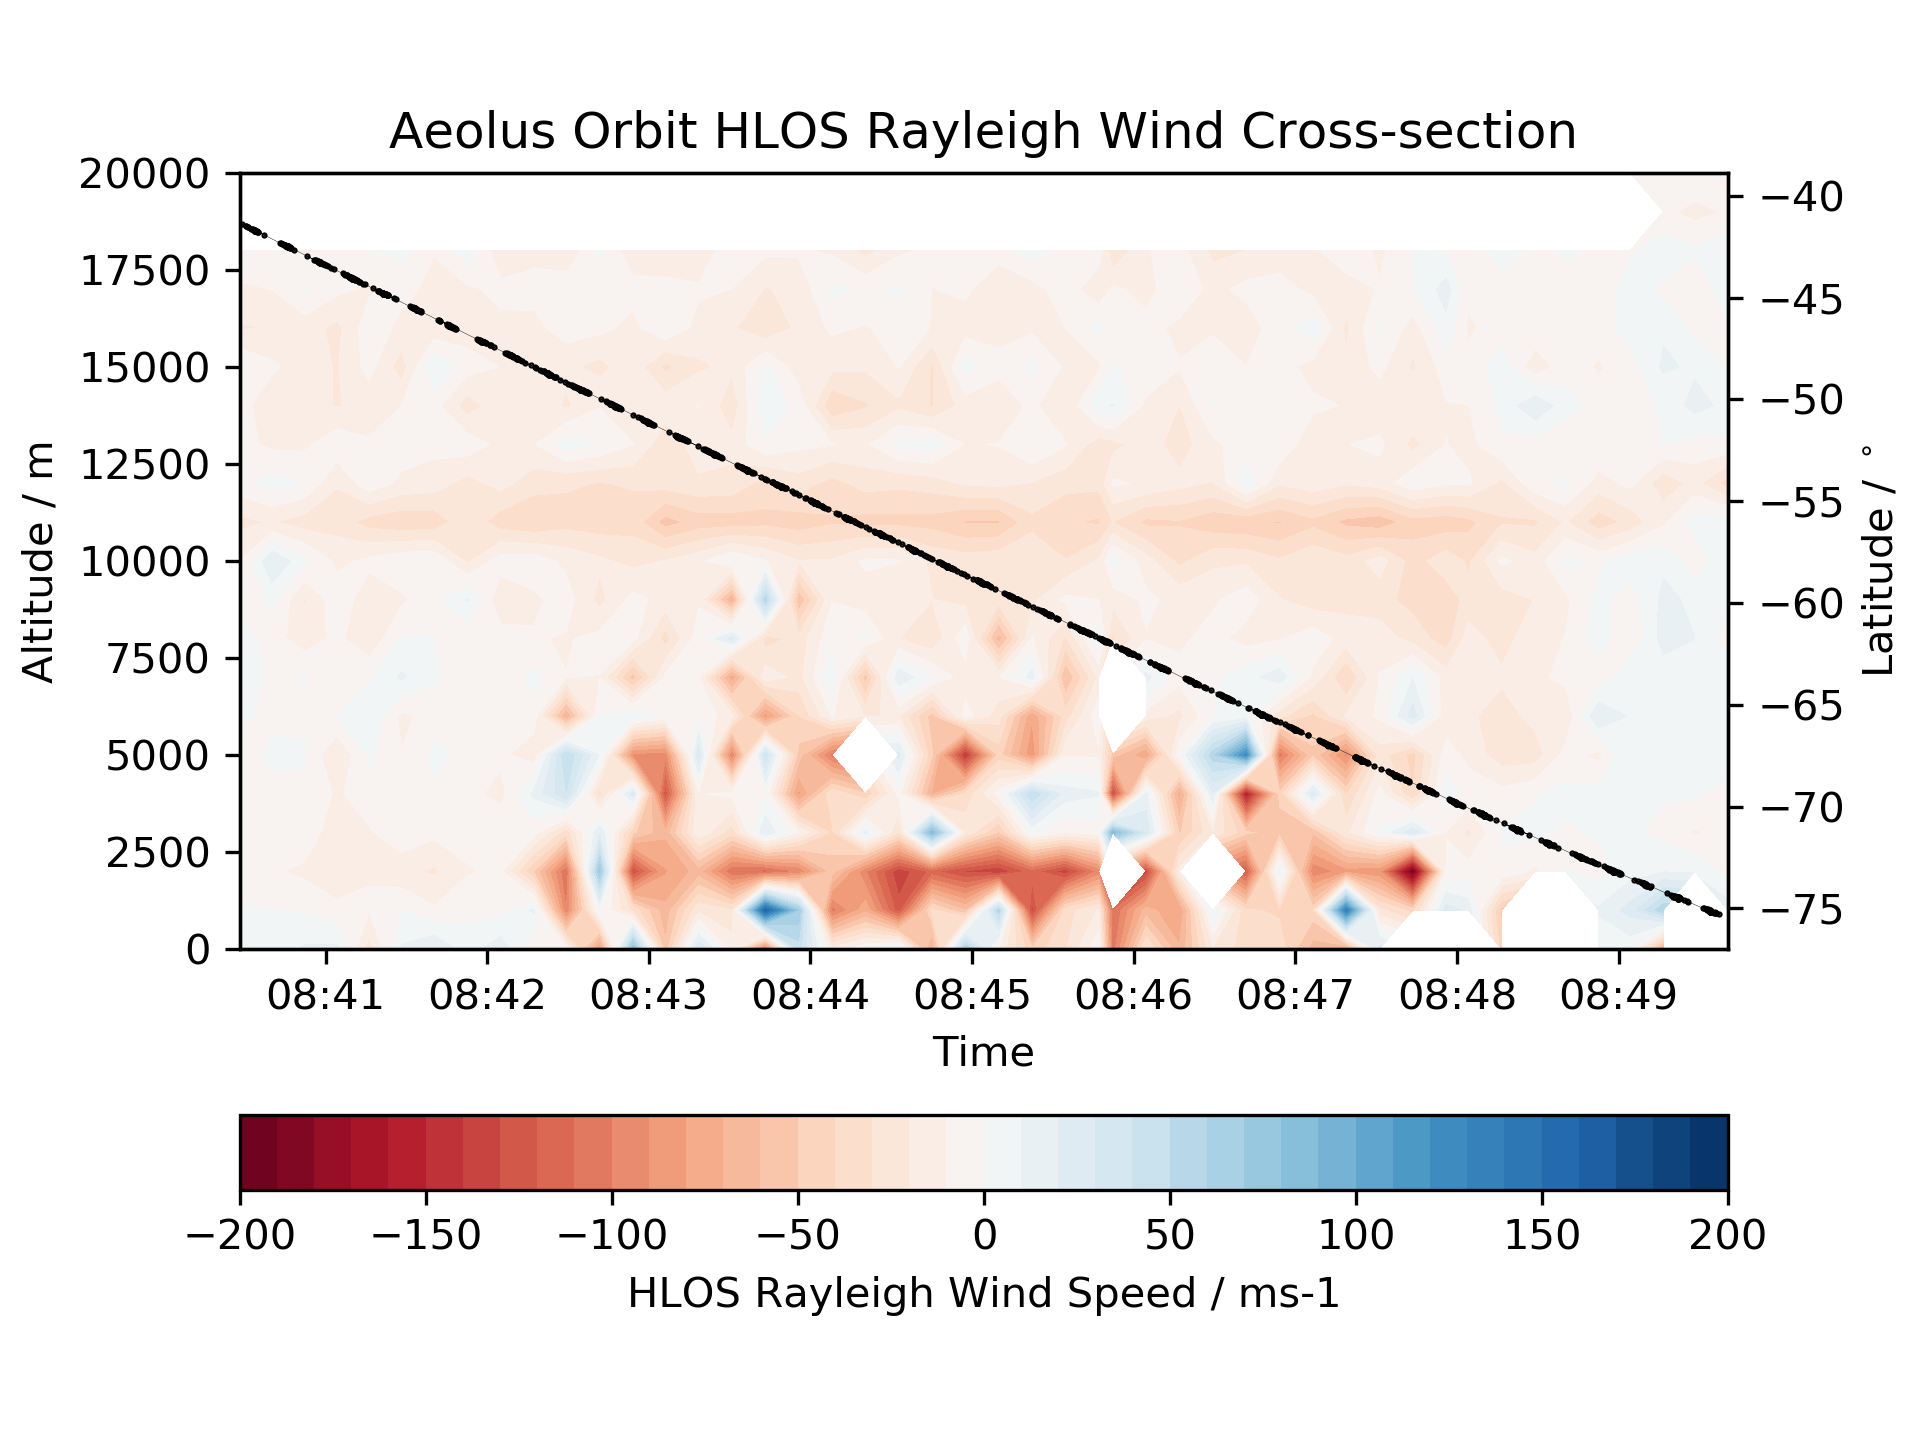 Aeolus Orbit HLOS Rayleigh Wind Cross-section
20000
17500
15000
12500
10000
7500
5000
2500
0
Altitude / m
−40
−45
−50
−55
−60
−65
−70
−75
Latitude / °
08:41 08:42 08:43 08:44 08:45 08:46 08:47 08:48 08:49
Time
−200 −150 −100 −50 0 50 100 150 200
HLOS Rayleigh Wind Speed / ms-1